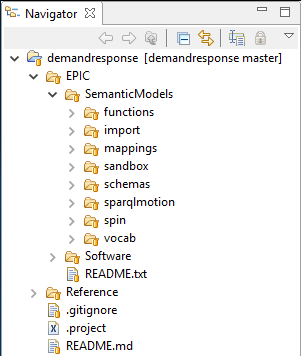 Navigator
demandresponse [demandresponse master]
EPIC
SemanticModels
functions
import
mappings
sandbox
schemas
sparqlmotion
spin
vocab
Software
README.txt
Reference
.gitignore
.project
README.md